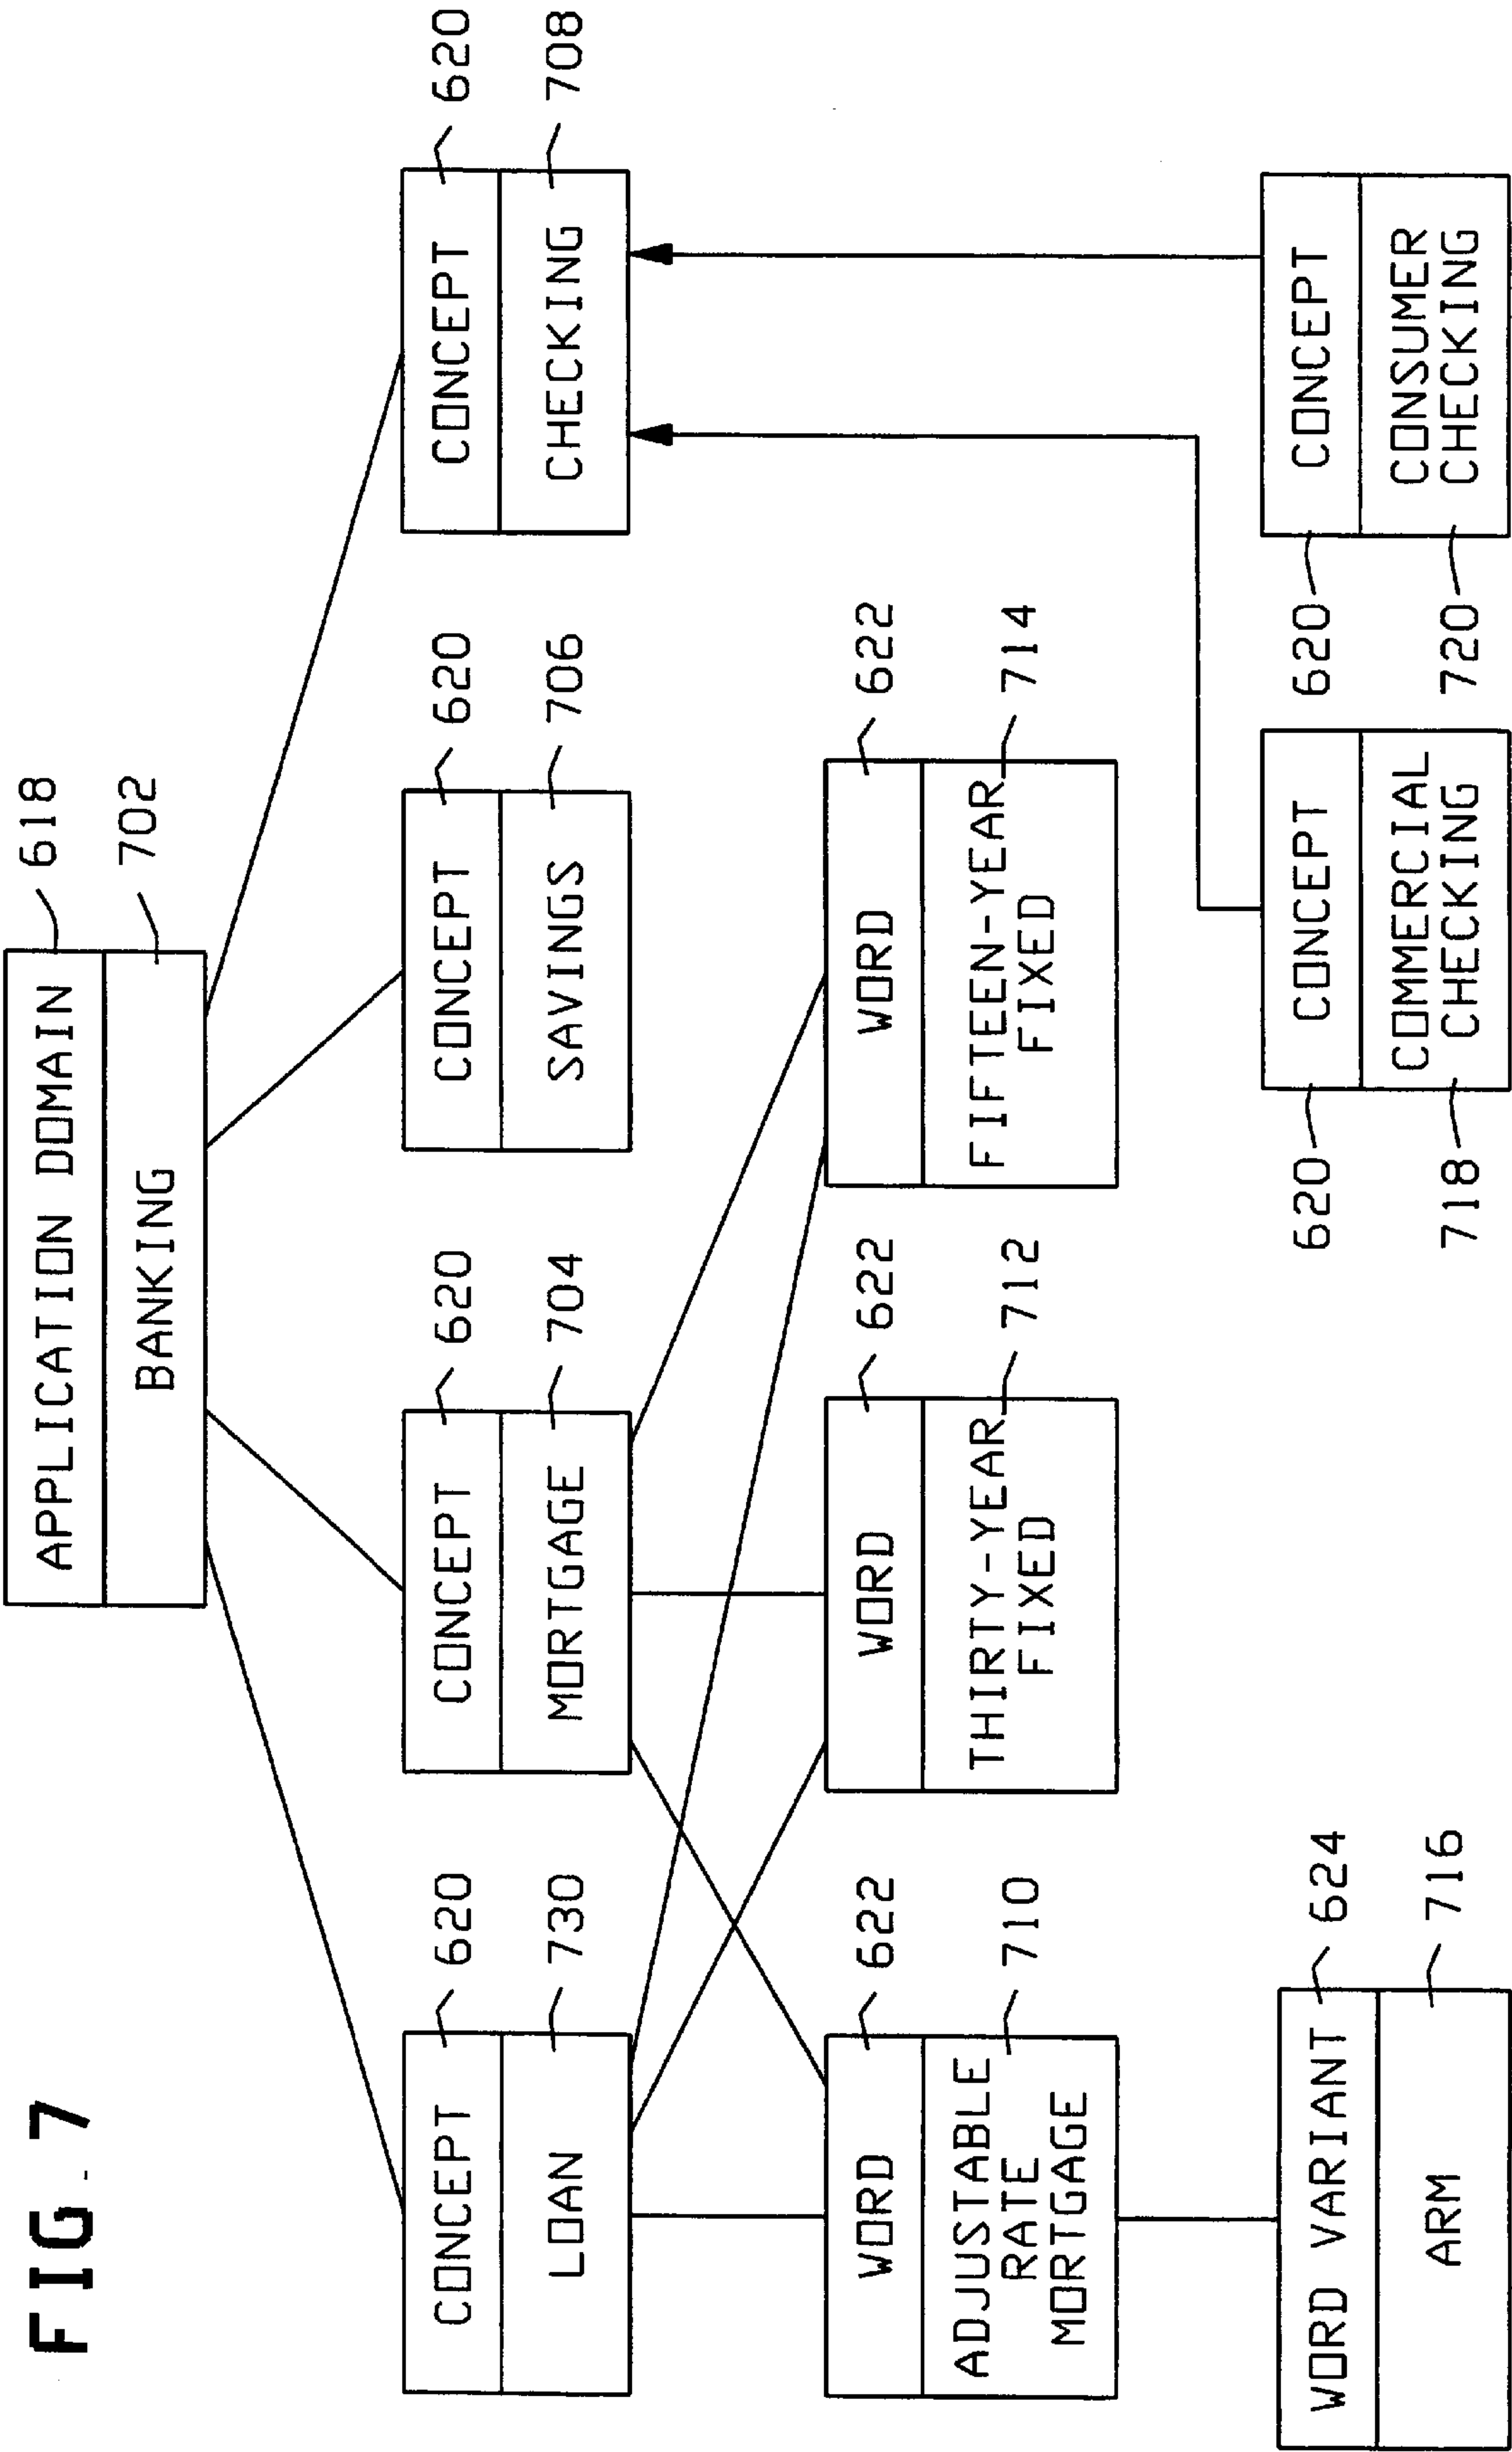 FIG. 7
APPLICATION DOMAIN
618
BANKING
702
CONCEPT
620
LOAN
730
CONCEPT
620
MORTGAGE
704
CONCEPT
620
SAVINGS
706
CONCEPT
620
CHECKING
708
WORD
622
ADJUSTABLE
RATE
MORTGAGE
710
WORD
622
THIRTY-YEAR
FIXED
712
WORD
622
FIFTEEN-YEAR
FIXED
714
WORD VARIANT
624
ARM
716
620
CONCEPT
718
COMMERCIAL
CHECKING
620
CONCEPT
720
CONSUMER
CHECKING